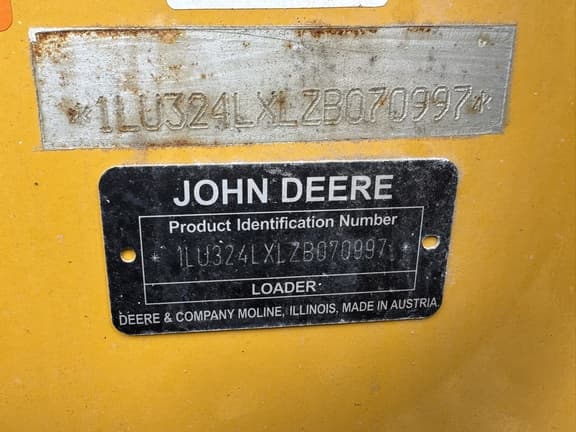 *1LU324LXLZB070997*
JOHN DEERE
Product Identification Number
1LU324LXLZB070997
LOADER
DEERE & COMPANY MOLINE, ILLINOIS, MADE IN AUSTRIA